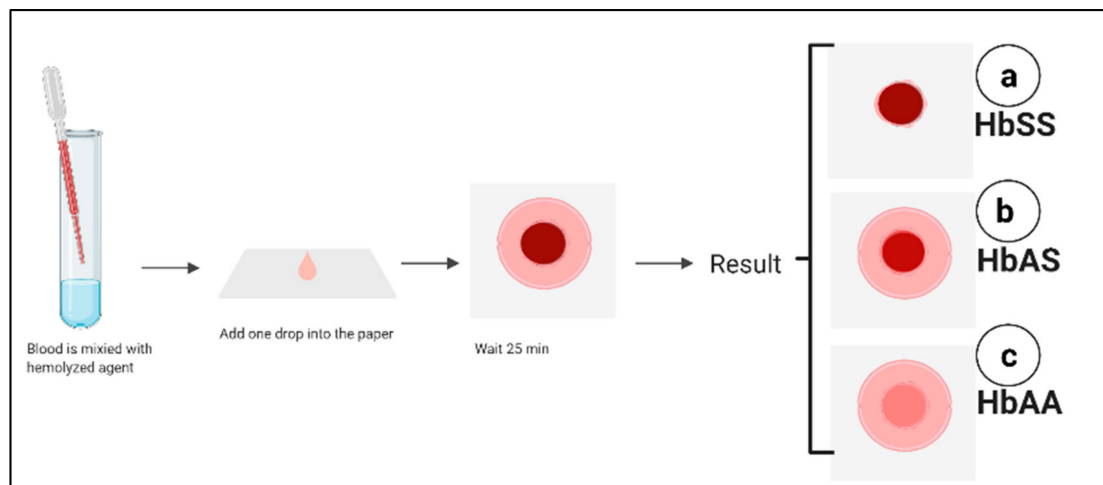 Blood is mixied with
hemolyzed agent
Add one drop into the paper
Wait 25 min
Result
a
HbSS
b
HbAS
c
HbAA